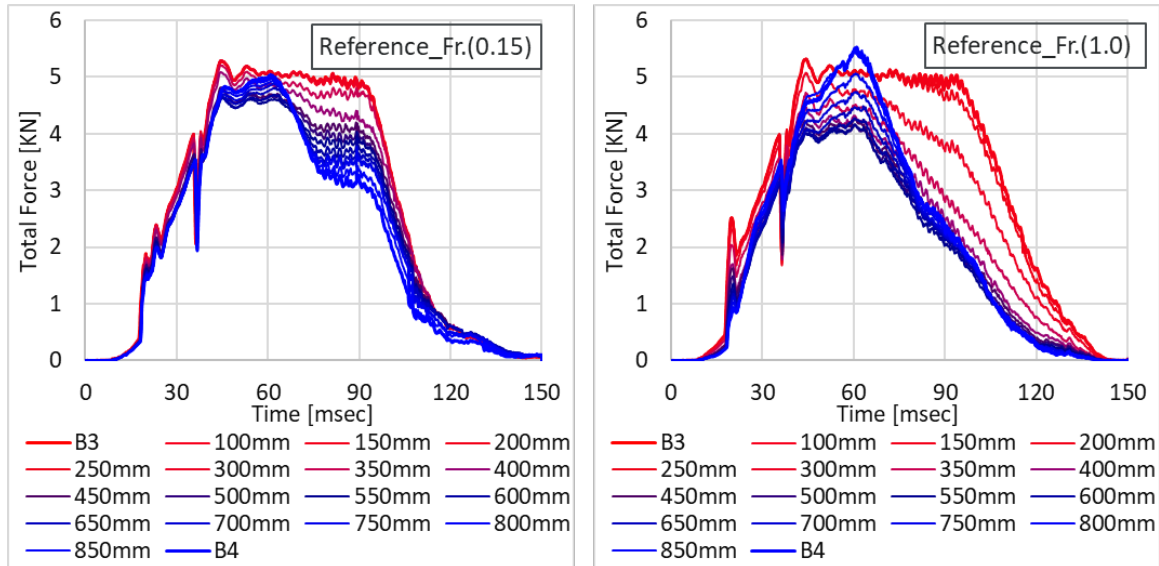 Reference_Fr.(0.15)
Total Force [KN]
6
5
4
3
2
1
0
0 30 60 90 120 150
Time [msec]
B3 100mm 150mm 200mm
250mm 300mm 350mm 400mm
450mm 500mm 550mm 600mm
650mm 700mm 750mm 800mm
850mm B4
Reference_Fr.(1.0)
Total Force [KN]
6
5
4
3
2
1
0
0 30 60 90 120 150
Time [msec]
B3 100mm 150mm 200mm
250mm 300mm 350mm 400mm
450mm 500mm 550mm 600mm
650mm 700mm 750mm 800mm
850mm B4